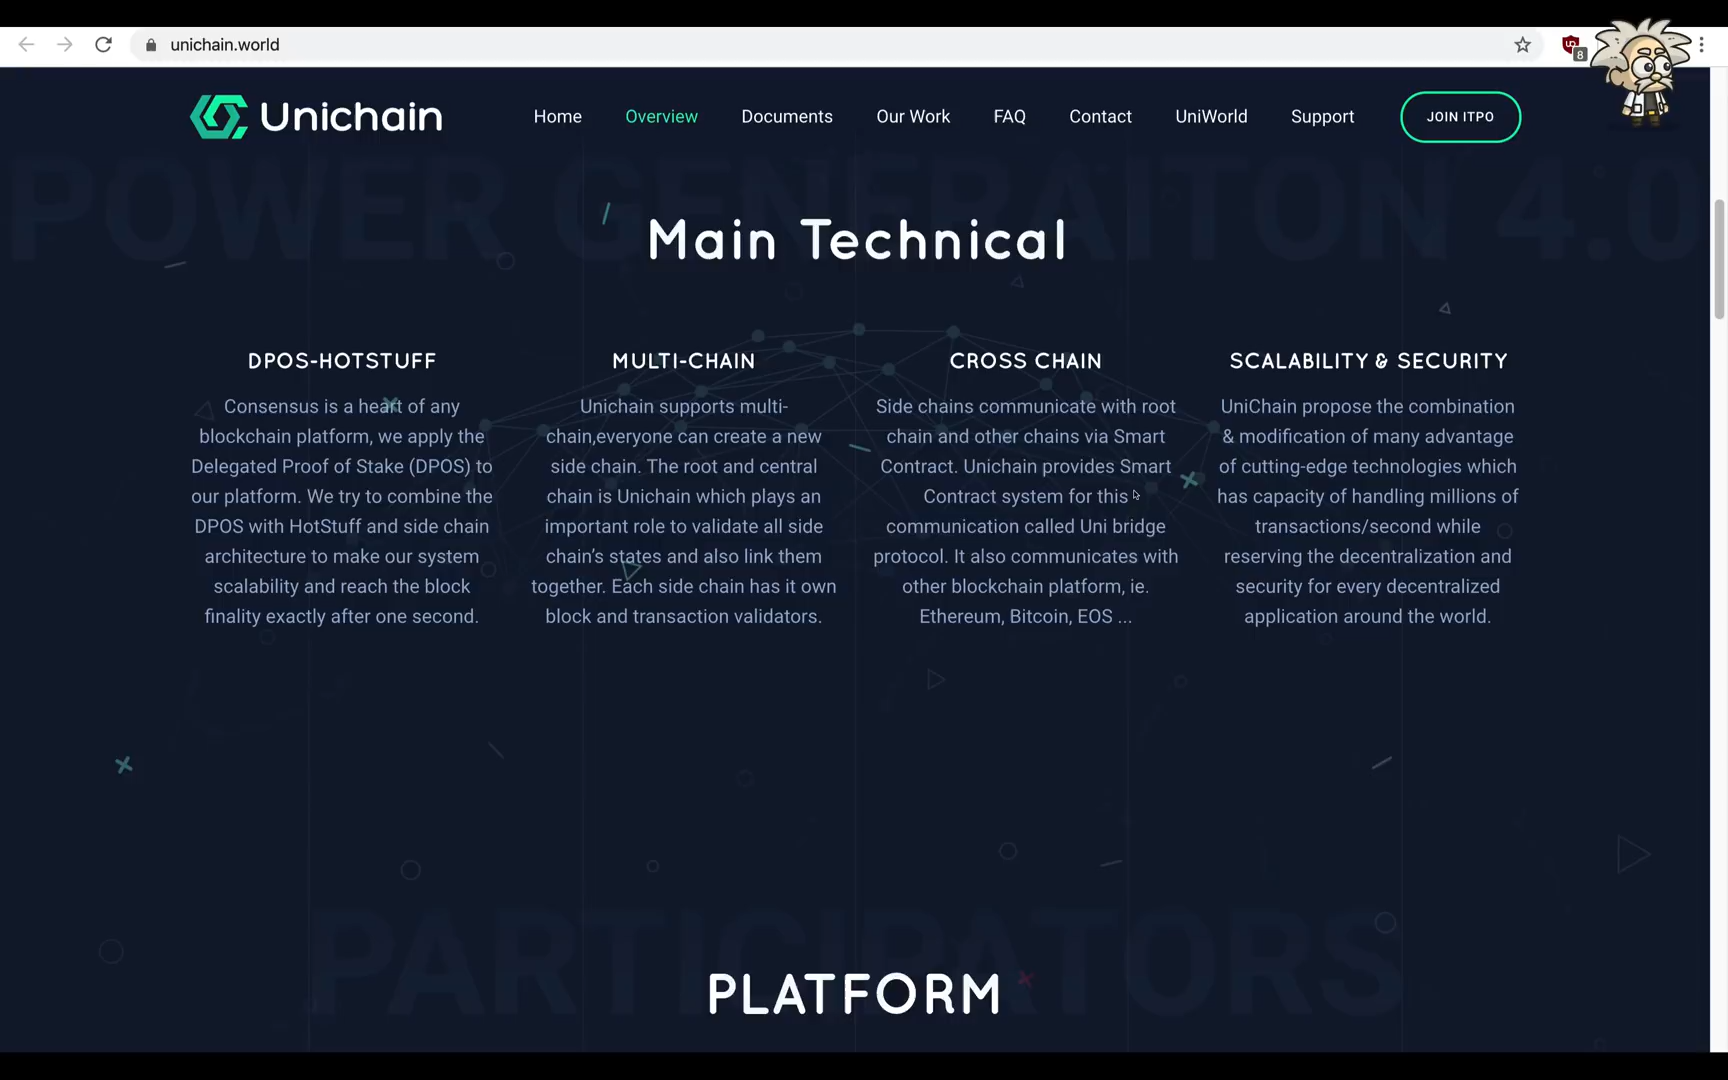 unichain.world
8
Unichain
Home Overview Documents Our Work FAQ Contact UniWorld Support JOIN ITPO
POWER GENERAITON 4.0
Main Technical
DPOS-HOTSTUFF
Consensus is a heart of any
blockchain platform, we apply the
Delegated Proof of Stake (DPOS) to
our platform. We try to combine the
DPOS with HotStuff and side chain
architecture to make our system
scalability and reach the block
finality exactly after one second.
MULTI-CHAIN
Unichain supports multi-
chain,everyone can create a new
side chain. The root and central
chain is Unichain which plays an
important role to validate all side
chain's states and also link them
together. Each side chain has it own
block and transaction validators.
CROSS CHAIN
Side chains communicate with root
chain and other chains via Smart
Contract. Unichain provides Smart
Contract system for this
communication called Uni bridge
protocol. It also communicates with
other blockchain platform, ie.
Ethereum, Bitcoin, EOS ...
SCALABILITY & SECURITY
UniChain propose the combination
& modification of many advantage
of cutting-edge technologies which
has capacity of handling millions of
transactions/second while
reserving the decentralization and
security for every decentralized
application around the world.
PARTICIPATORS
PLATFORM